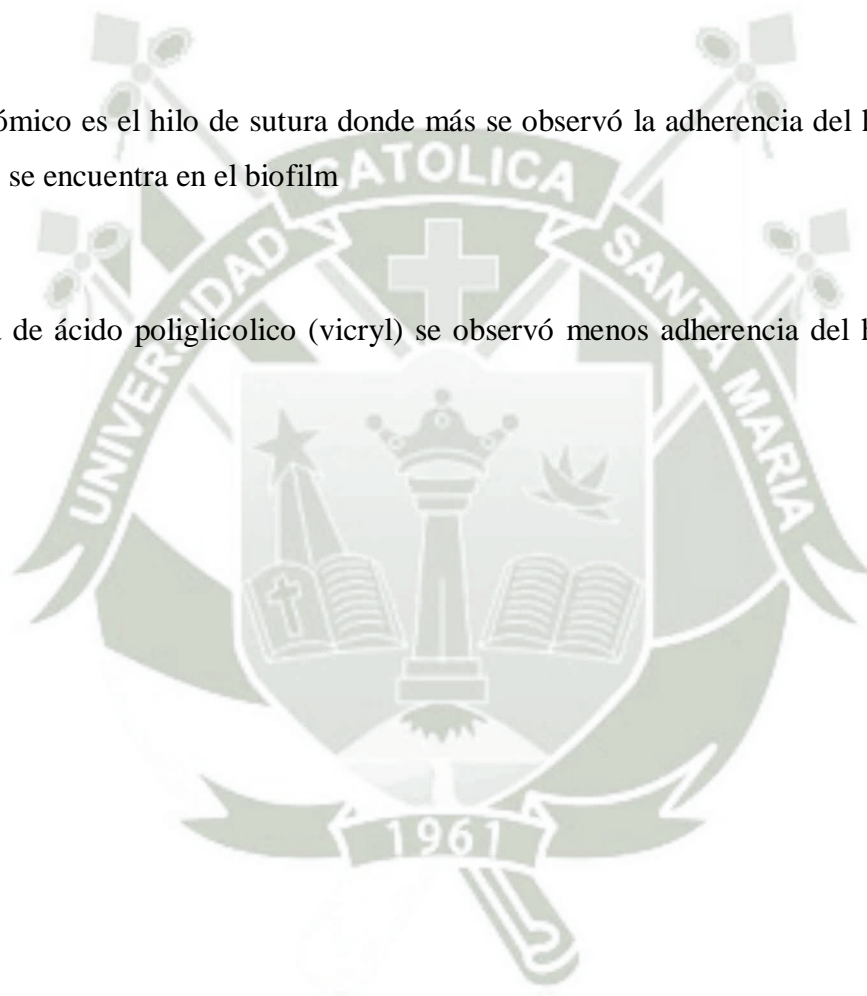 ómico es el hilo de sutura donde más se observó la adherencia del
se encuentra en el biofilm
de ácido poliglicolico (vicryl) se observó menos adherencia del
UNIVERSIDAD CATOLICA SANTA MARIA
1961